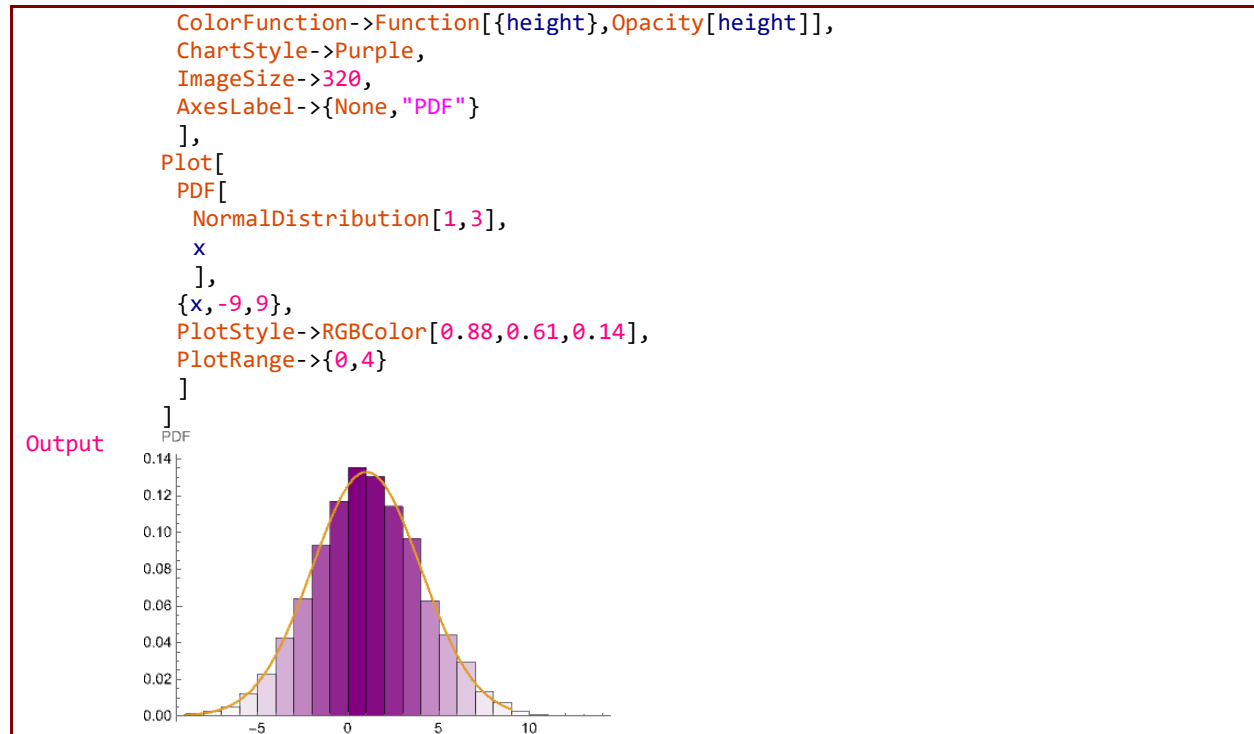 ColorFunction->Function[{height},Opacity[height]],
ChartStyle->Purple,
ImageSize->320,
AxesLabel->{None,"PDF"}
],
Plot[
PDF[
NormalDistribution[1,3],
x
],
{x,-9,9},
PlotStyle->RGBColor[0.88,0.61,0.14],
PlotRange->{0,4}
]
]
Output
PDF
0.14
0.12
0.10
0.08
0.06
0.04
0.02
0.00
-5 0 5 10